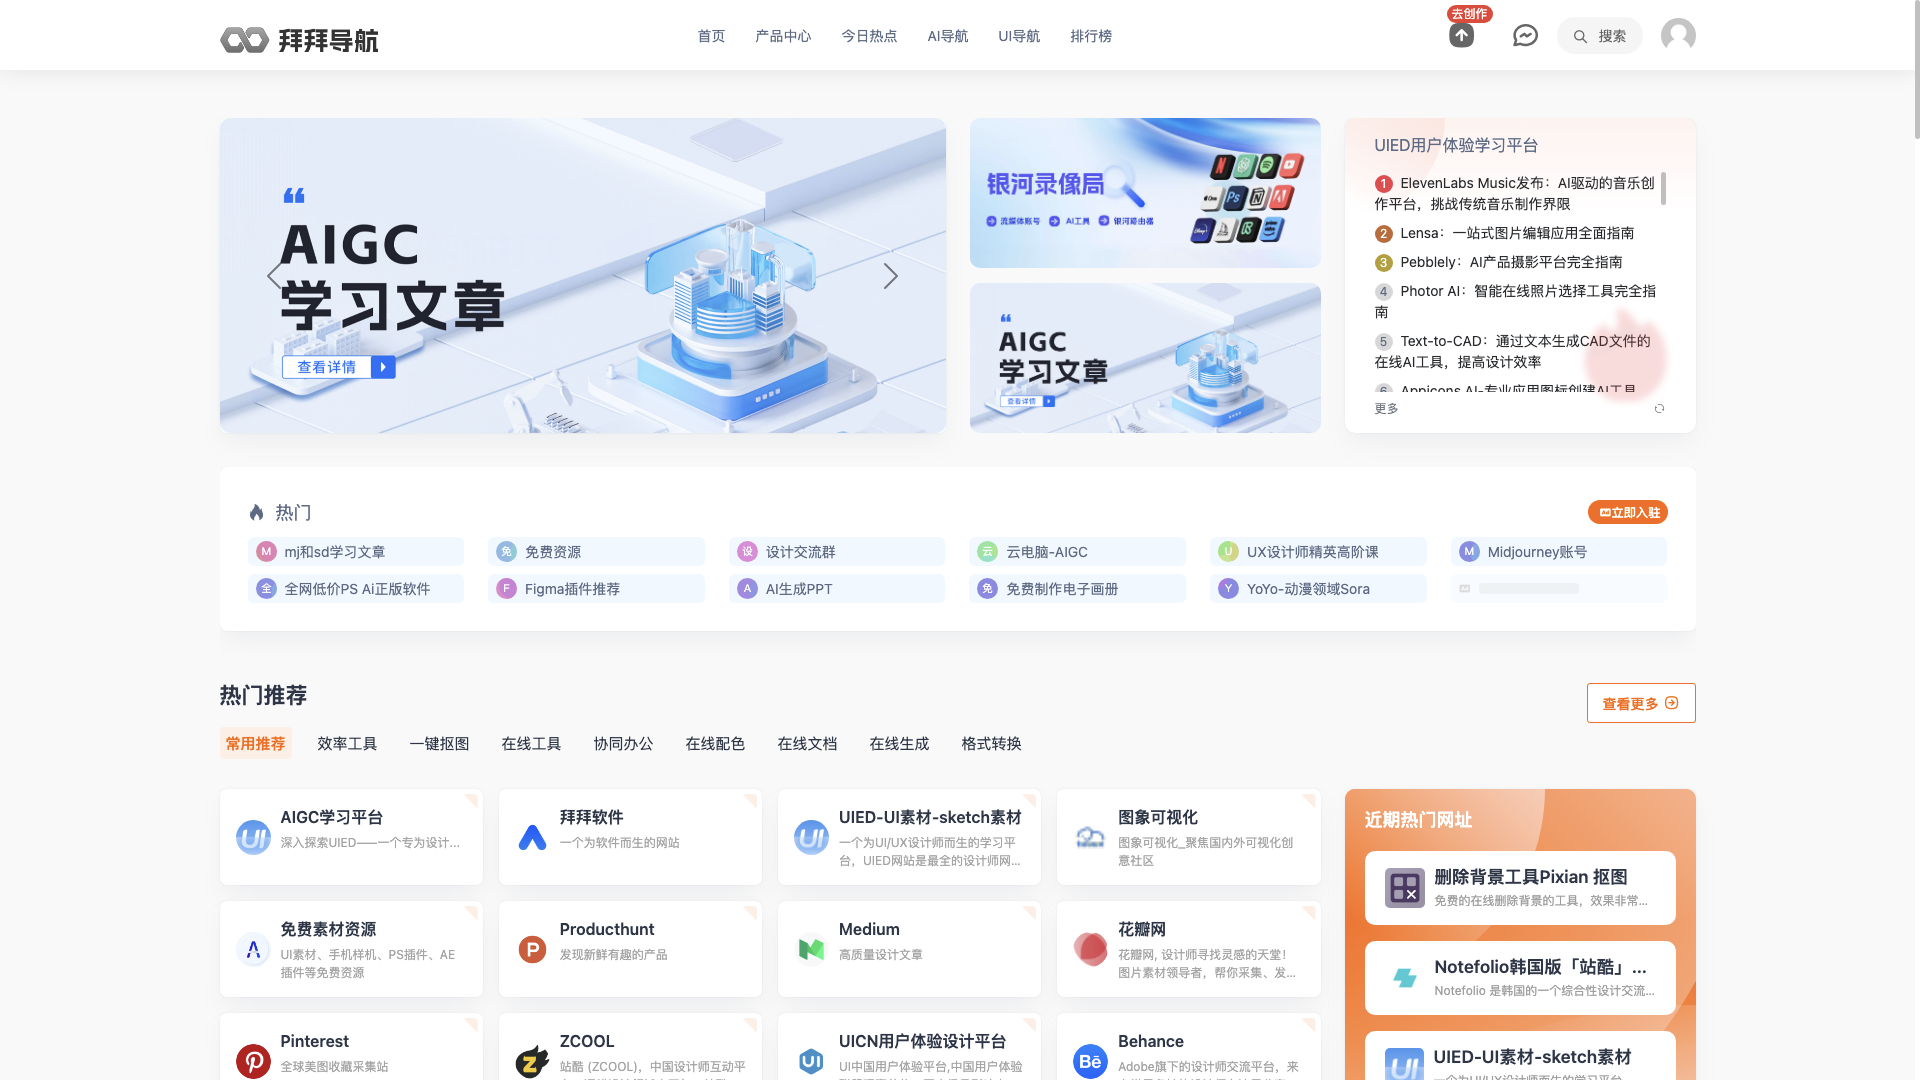 拜拜导航
首页
产品中心
今日热点
AI导航
UI导航
排行榜
去创作
搜索
AIGC
学习文章
查看详情
银河录像局
流媒体账号
AI工具
银河路由器
AIGC
学习文章
查看详情
UIED用户体验学习平台
1 ElevenLabs Music发布：AI驱动的音乐创
作平台，挑战传统音乐制作界限
2 Lensa：一站式图片编辑应用全面指南
3 Pebblely：AI产品摄影平台完全指南
4 Photor AI：智能在线照片选择工具完全指
南
5 Text-to-CAD：通过文本生成CAD文件的
在线AI工具，提高设计效率
6 Appicons AI-专业应用图标创建AI工具
更多
热门
立即入驻
M mj和sd学习文章
免 免费资源
设 设计交流群
云 云电脑-AIGC
U UX设计师精英高阶课
M Midjourney账号
全 全网低价PS Ai正版软件
F Figma插件推荐
A AI生成PPT
免 免费制作电子画册
Y YoYo-动漫领域Sora
热门推荐
查看更多
常用推荐
效率工具
一键抠图
在线工具
协同办公
在线配色
在线文档
在线生成
格式转换
AIGC学习平台
深入探索UIED——一个专为设计...
拜拜软件
一个为软件而生的网站
UIED-UI素材-sketch素材
一个为UI/UX设计师而生的学习平
台，UIED网站是最全的设计师网...
图象可视化
图象可视化_聚焦国内外可视化创
意社区
免费素材资源
UI素材、手机样机、PS插件、AE
插件等免费资源
Producthunt
发现新鲜有趣的产品
Medium
高质量设计文章
花瓣网
花瓣网, 设计师寻找灵感的天堂！
图片素材领导者，帮你采集、发...
Pinterest
全球美图收藏采集站
ZCOOL
站酷 (ZCOOL)，中国设计师互动平
UICN用户体验设计平台
UI中国用户体验平台,中国用户体验
Behance
Adobe旗下的设计师交流平台，来
近期热门网址
删除背景工具Pixian 抠图
免费的在线删除背景的工具，效果非常...
Notefolio韩国版「站酷」...
Notefolio 是韩国的一个综合性设计交流...
UIED-UI素材-sketch素材
一个为UI/UX设计师而生的学习平台